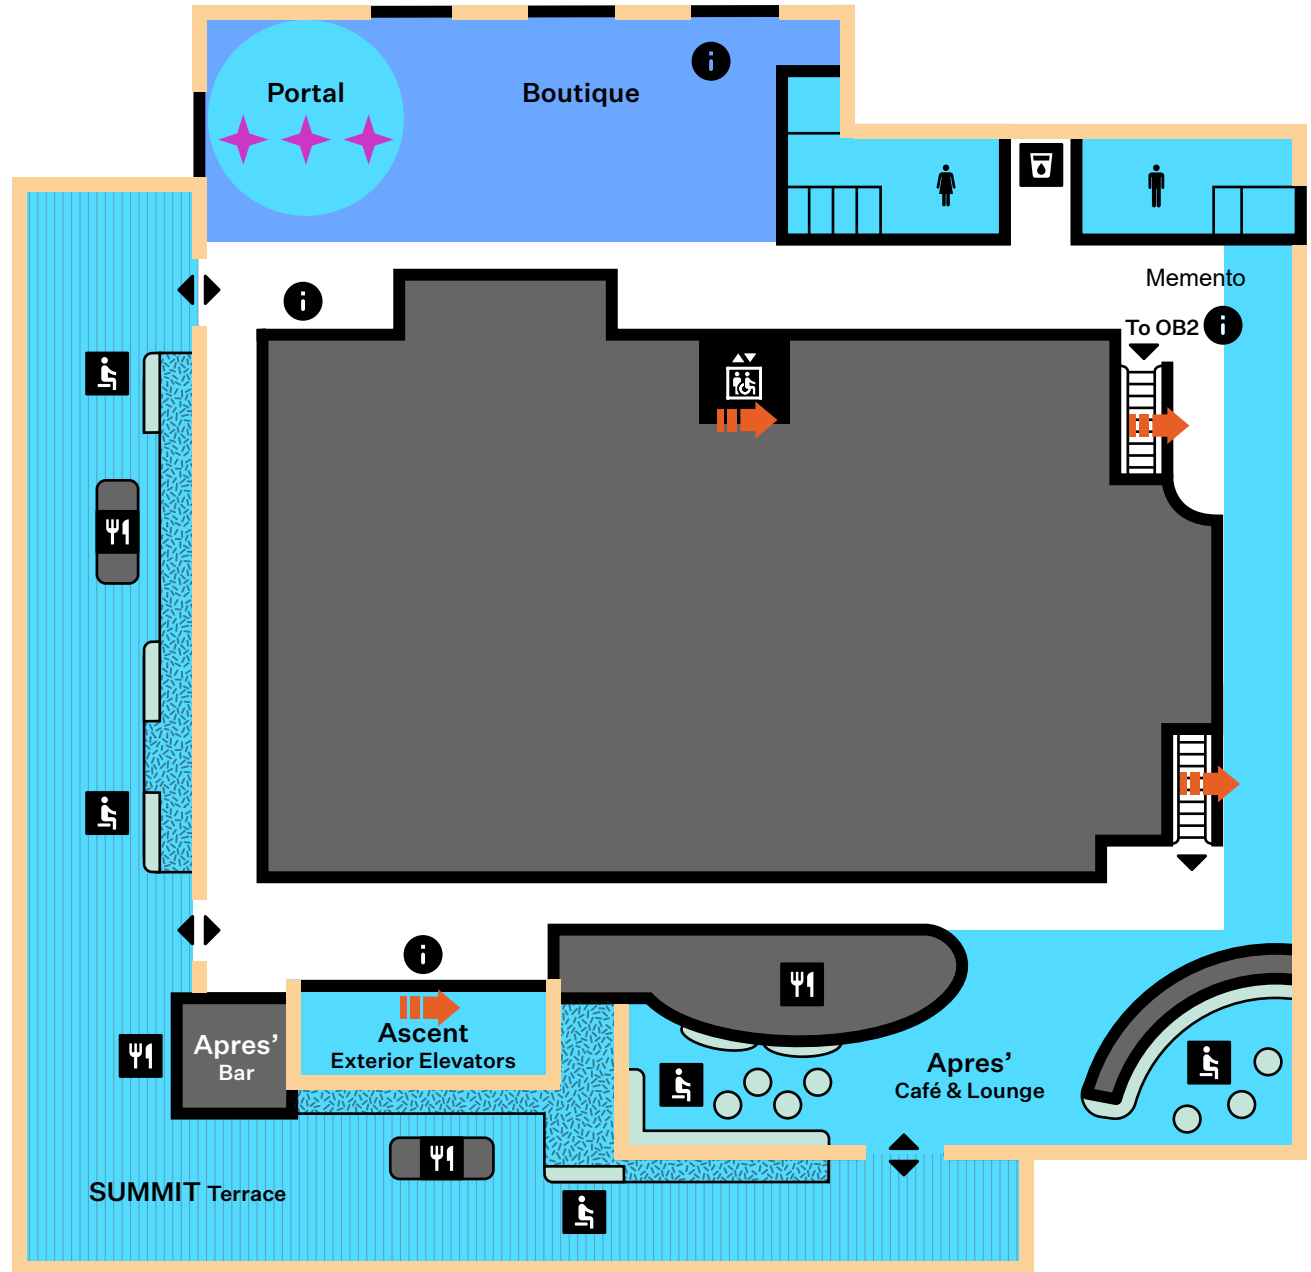 Portal
Boutique
Memento
To OB2
Apres’
Bar
Ascent
Exterior Elevators
Apres’
Café & Lounge
SUMMIT Terrace